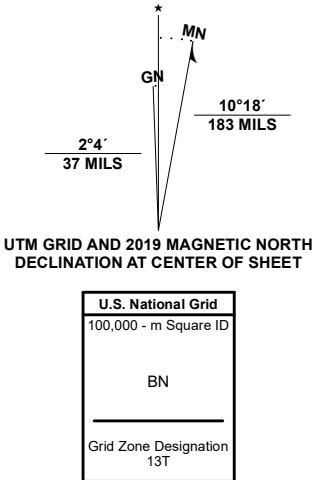 ★
MN
GN
10°18´
183 MILS
2°4´
37 MILS
UTM GRID AND 2019 MAGNETIC NORTH
DECLINATION AT CENTER OF SHEET
U.S. National Grid
100,000 - m Square ID
BN
Grid Zone Designation
13T